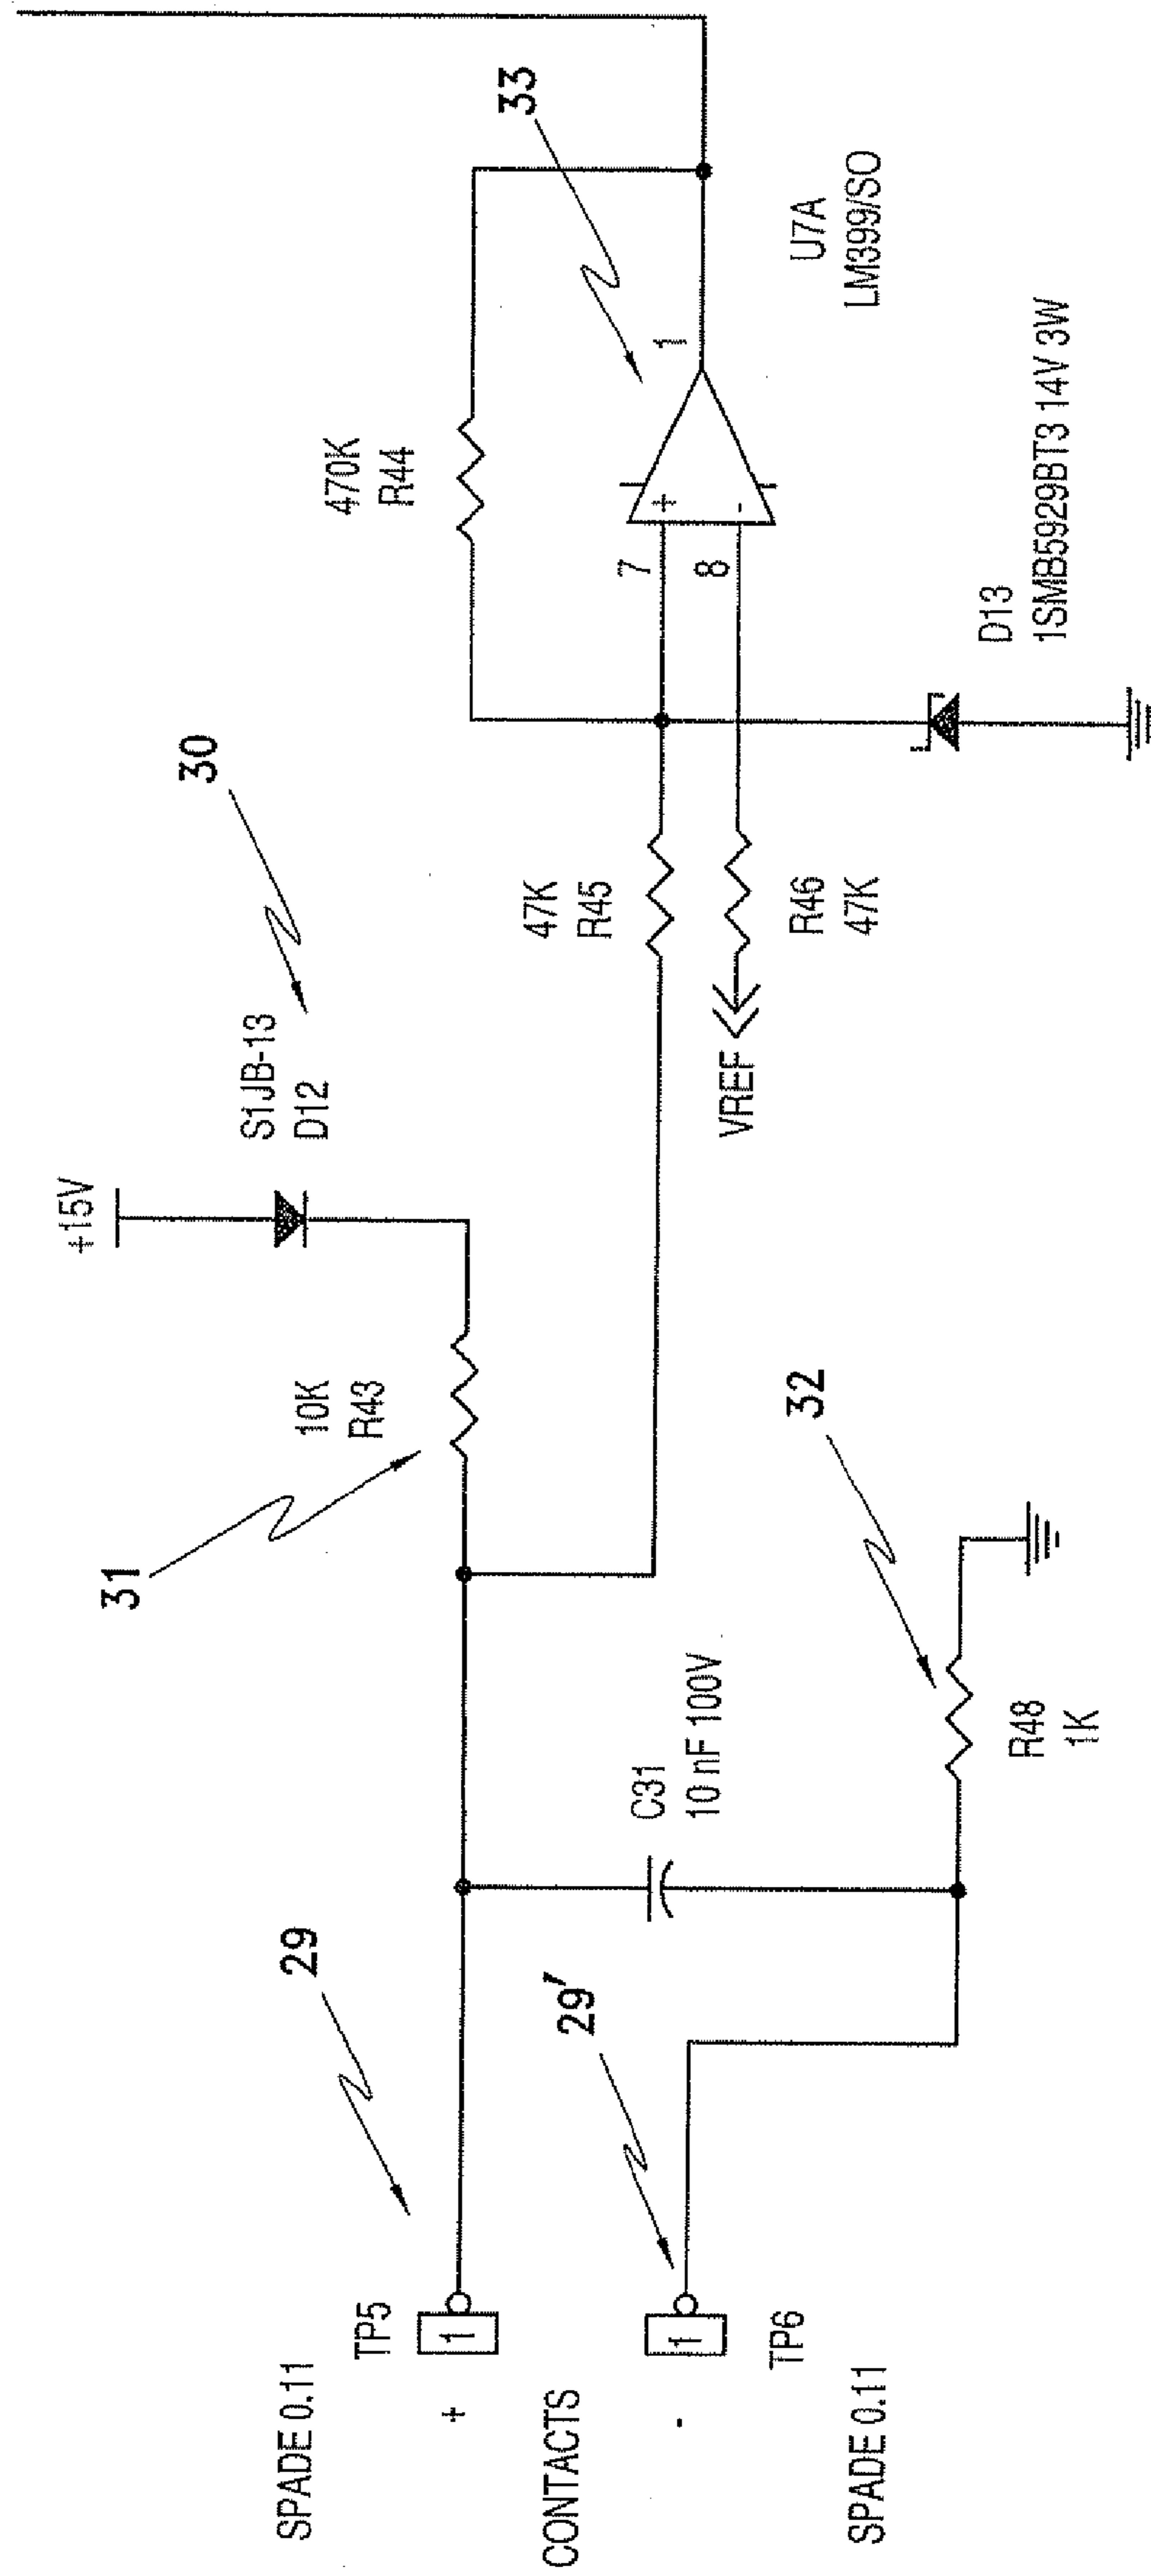 SPADE 0.11
TP5
+
1
CONTACTS
-
1
TP6
SPADE 0.11
29
29′
C31
10 nF 100V
31
10K
R43
+15V
S1JB-13
D12
30
32
R48
1K
VREF
47K
R45
R46
47K
470K
R44
7
8
+
-
1
33
U7A
LM399/SO
D13
1SMB5929BT3 14V 3W